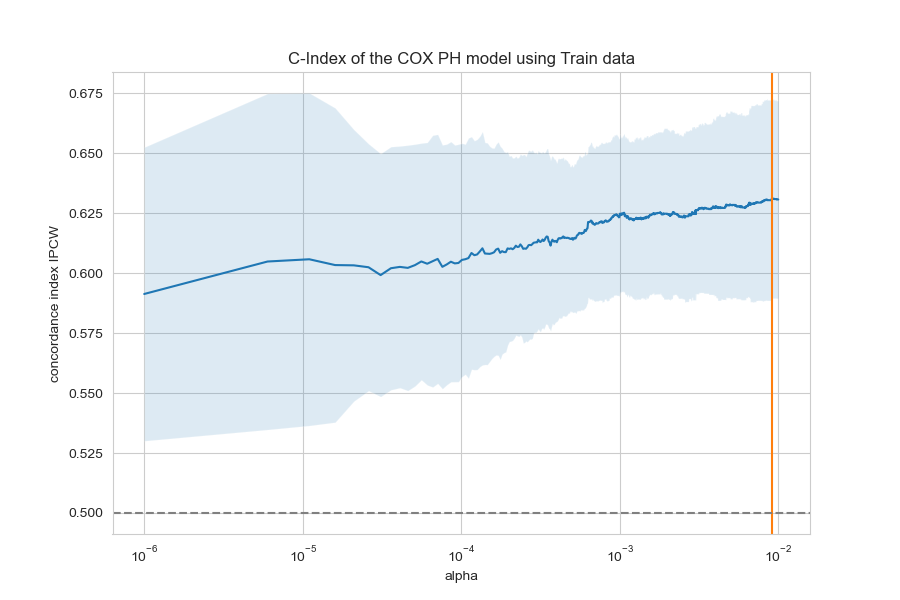 C-Index of the COX PH model using Train data
concordance index IPCW
0.675
0.650
0.625
0.600
0.575
0.550
0.525
0.500
10⁻⁶ 10⁻⁵ 10⁻⁴ 10⁻³ 10⁻²
alpha